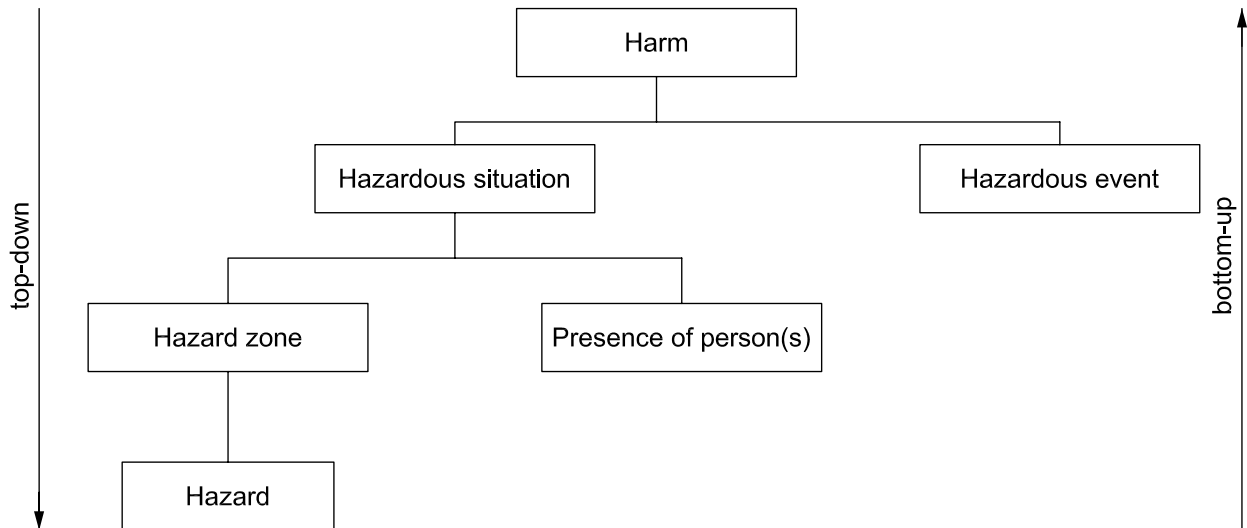 Harm
Hazardous situation
Hazardous event
top-down
bottom-up
Hazard zone
Presence of person(s)
Hazard